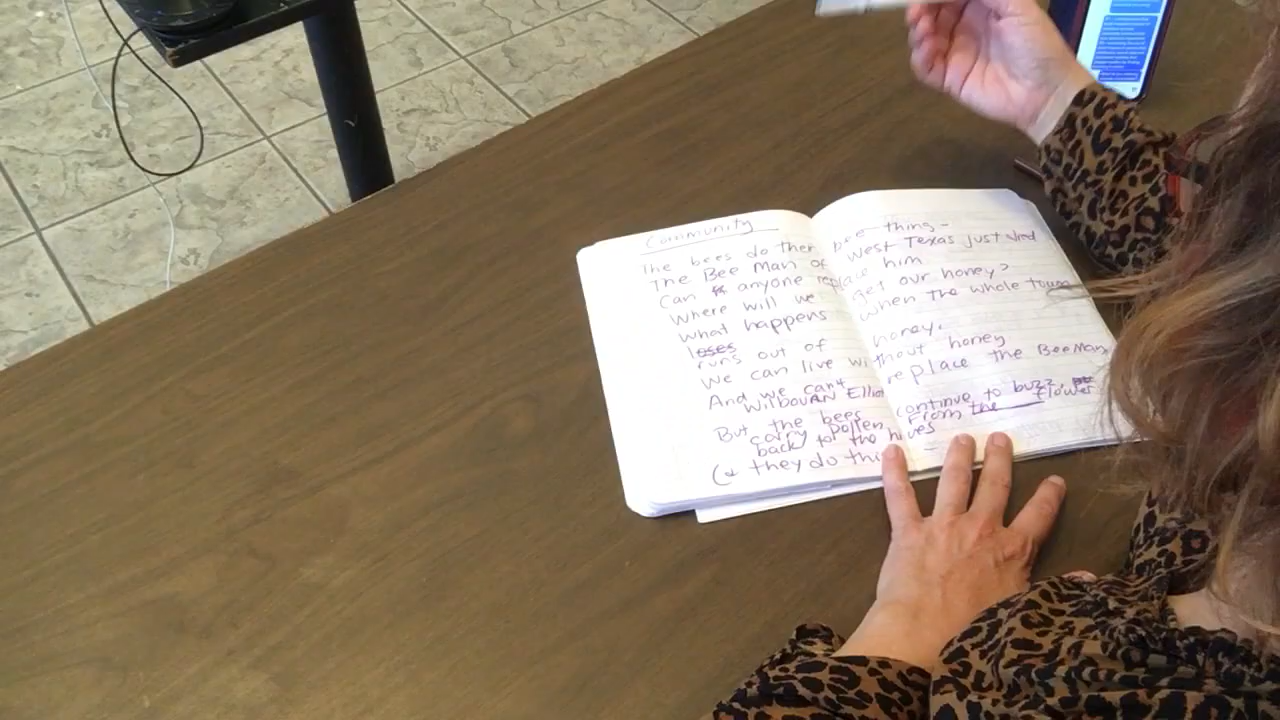 Community
The bees do their bee thing -
The Bee Man of West Texas just died
Can anyone replace him
Where will we get our honey?
What happens when the whole town
loses
runs out of honey.
We can live without honey
And we can't replace the Bee Man,
Wilbouan Elliot
But the bees continue to buzz,
carry pollen from the flower
back to the hives
they do this